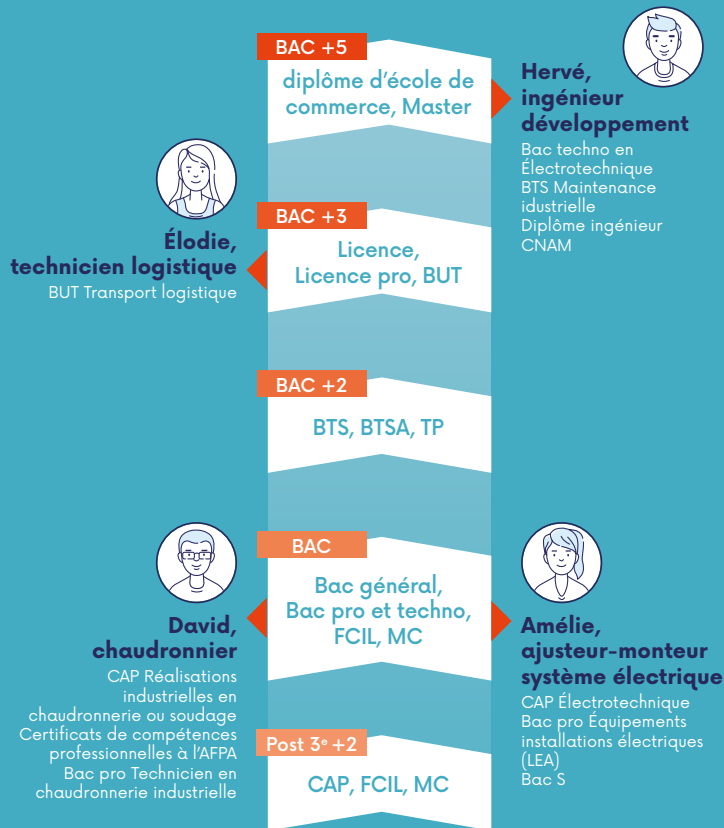 BAC +5
diplôme d'école de
commerce, Master
Hervé,
ingénieur
développement
Bac techno en
Électrotechnique
BTS Maintenance
idustrielle
Diplôme ingénieur
CNAM
BAC +3
Licence,
Licence pro, BUT
Élodie,
technicien logistique
BUT Transport logistique
BAC +2
BTS, BTSA, TP
BAC
Bac général,
Bac pro et techno,
FCIL, MC
David,
chaudronnier
CAP Réalisations
industrielles en
chaudronnerie ou soudage
Certificats de compétences
professionnelles à l'AFPA
Bac pro Technicien en
chaudronnerie industrielle
Amélie,
ajusteur-monteur
système électrique
CAP Électrotechnique
Bac pro Équipements
installations électriques
(LEA)
Bac S
Post 3ᵉ +2
CAP, FCIL, MC